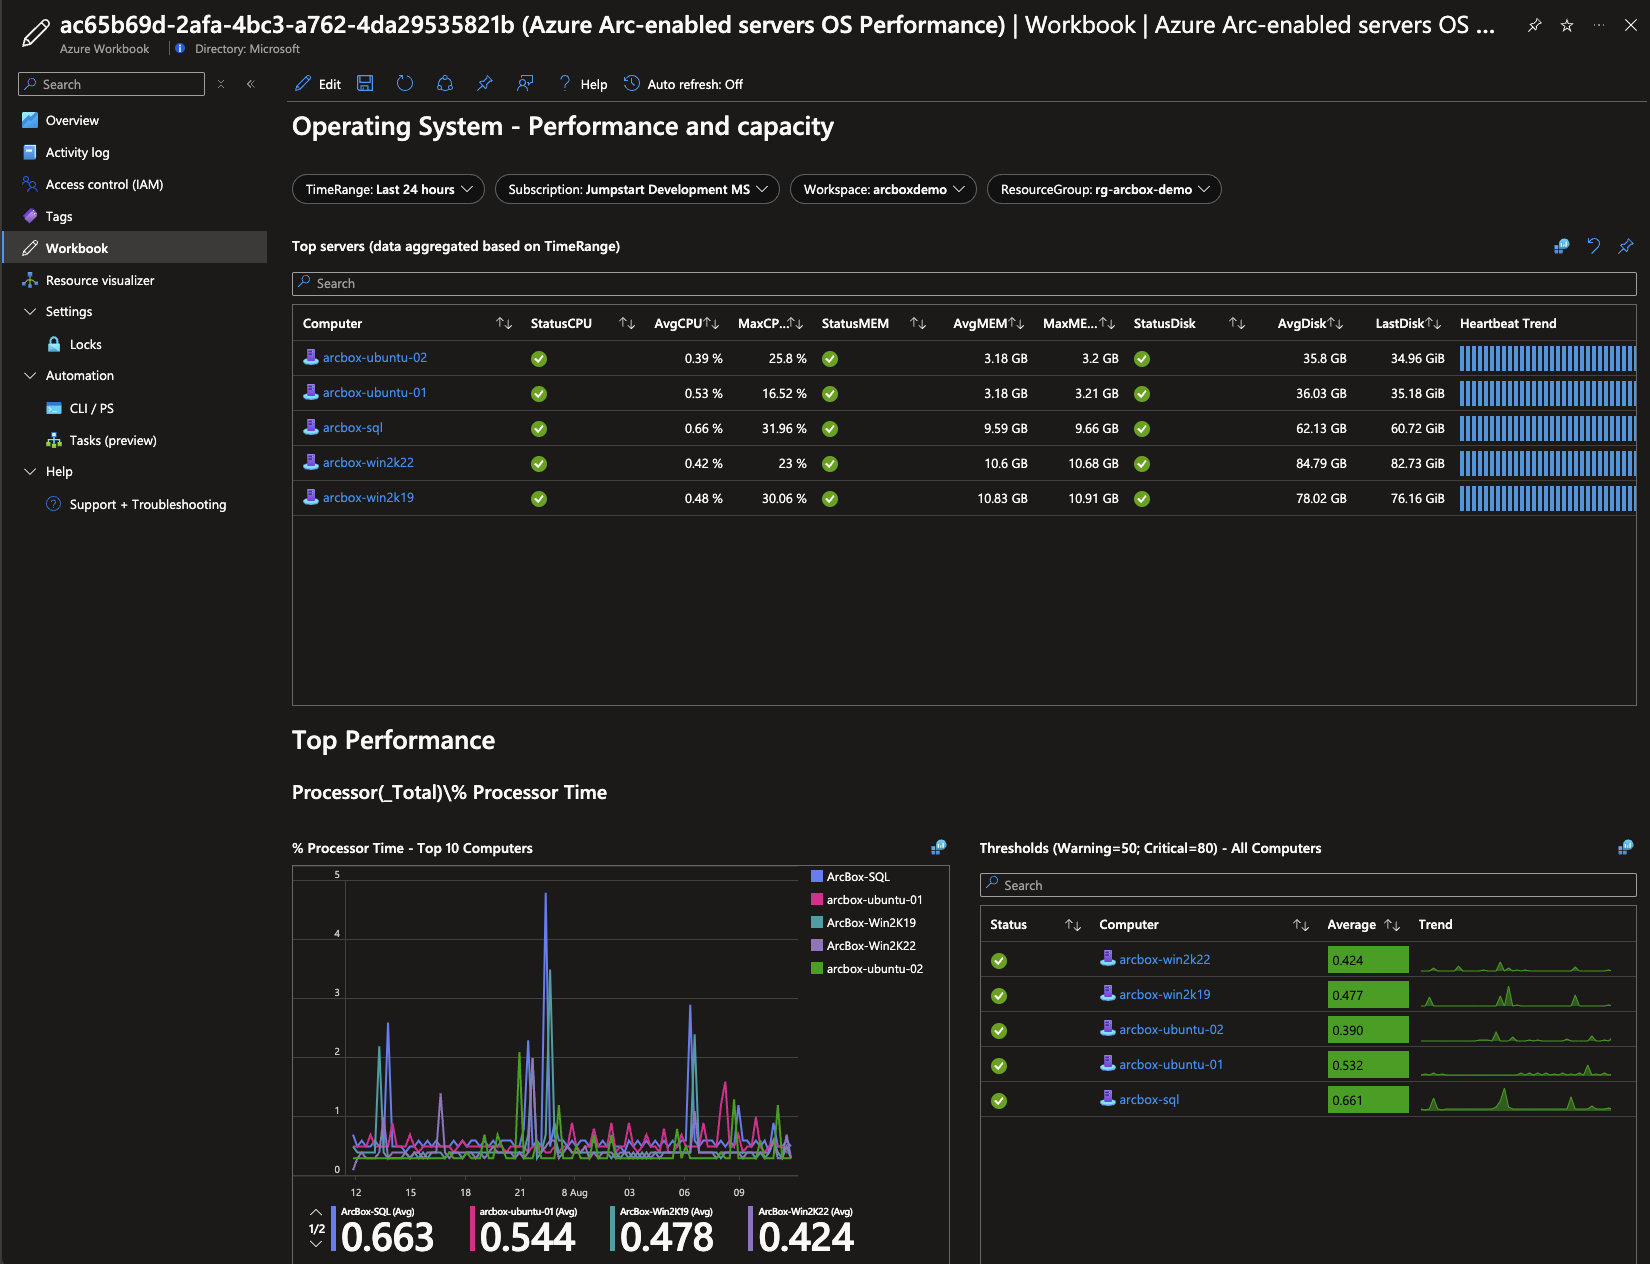 ac65b69d-2afa-4bc3-a762-4da29535821b (Azure Arc-enabled servers OS Performance) | Workbook | Azure Arc-enabled servers OS ...
Azure Workbook Directory: Microsoft
Search
Edit
Help
Auto refresh: Off
Overview
Activity log
Access control (IAM)
Tags
Workbook
Resource visualizer
Settings
Locks
Automation
CLI / PS
Tasks (preview)
Help
Support + Troubleshooting
Operating System - Performance and capacity
TimeRange: Last 24 hours
Subscription: Jumpstart Development MS
Workspace: arcboxdemo
ResourceGroup: rg-arcbox-demo
Top servers (data aggregated based on TimeRange)
Search
Computer StatusCPU AvgCPU MaxCP... StatusMEM AvgMEM MaxME... StatusDisk AvgDisk LastDisk Heartbeat Trend
arcbox-ubuntu-02 0.39 % 25.8 % 3.18 GB 3.2 GB 35.8 GB 34.96 GiB
arcbox-ubuntu-01 0.53 % 16.52 % 3.18 GB 3.21 GB 36.03 GB 35.18 GiB
arcbox-sql 0.66 % 31.96 % 9.59 GB 9.66 GB 62.13 GB 60.72 GiB
arcbox-win2k22 0.42 % 23 % 10.6 GB 10.68 GB 84.79 GB 82.73 GiB
arcbox-win2k19 0.48 % 30.06 % 10.83 GB 10.91 GB 78.02 GB 76.16 GiB
Top Performance
Processor(_Total)\% Processor Time
% Processor Time - Top 10 Computers
5
4
3
2
1
0
12 15 18 21 8 Aug 03 06 09
ArcBox-SQL
arcbox-ubuntu-01
ArcBox-Win2K19
ArcBox-Win2K22
arcbox-ubuntu-02
1/2
ArcBox-SQL (Avg)
0.663
arcbox-ubuntu-01 (Avg)
0.544
ArcBox-Win2K19 (Avg)
0.478
ArcBox-Win2K22 (Avg)
0.424
Thresholds (Warning=50; Critical=80) - All Computers
Search
Status Computer Average Trend
arcbox-win2k22 0.424
arcbox-win2k19 0.477
arcbox-ubuntu-02 0.390
arcbox-ubuntu-01 0.532
arcbox-sql 0.661